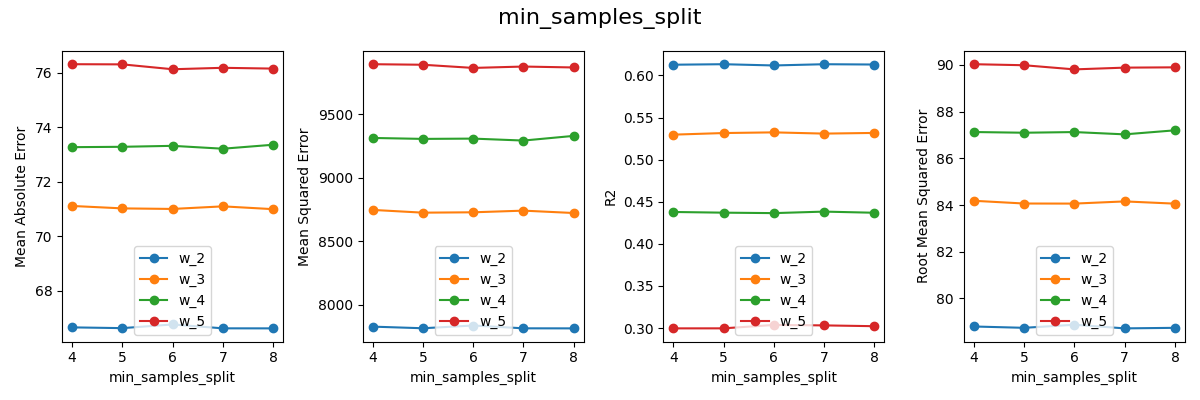 min_samples_split
Mean Absolute Error
76
74
72
70
68
w_2
w_3
w_4
w_5
4 5 6 7 8
min_samples_split
Mean Squared Error
9500
9000
8500
8000
w_2
w_3
w_4
w_5
4 5 6 7 8
min_samples_split
R2
0.60
0.55
0.50
0.45
0.40
0.35
0.30
w_2
w_3
w_4
w_5
4 5 6 7 8
min_samples_split
Root Mean Squared Error
90
88
86
84
82
80
w_2
w_3
w_4
w_5
4 5 6 7 8
min_samples_split